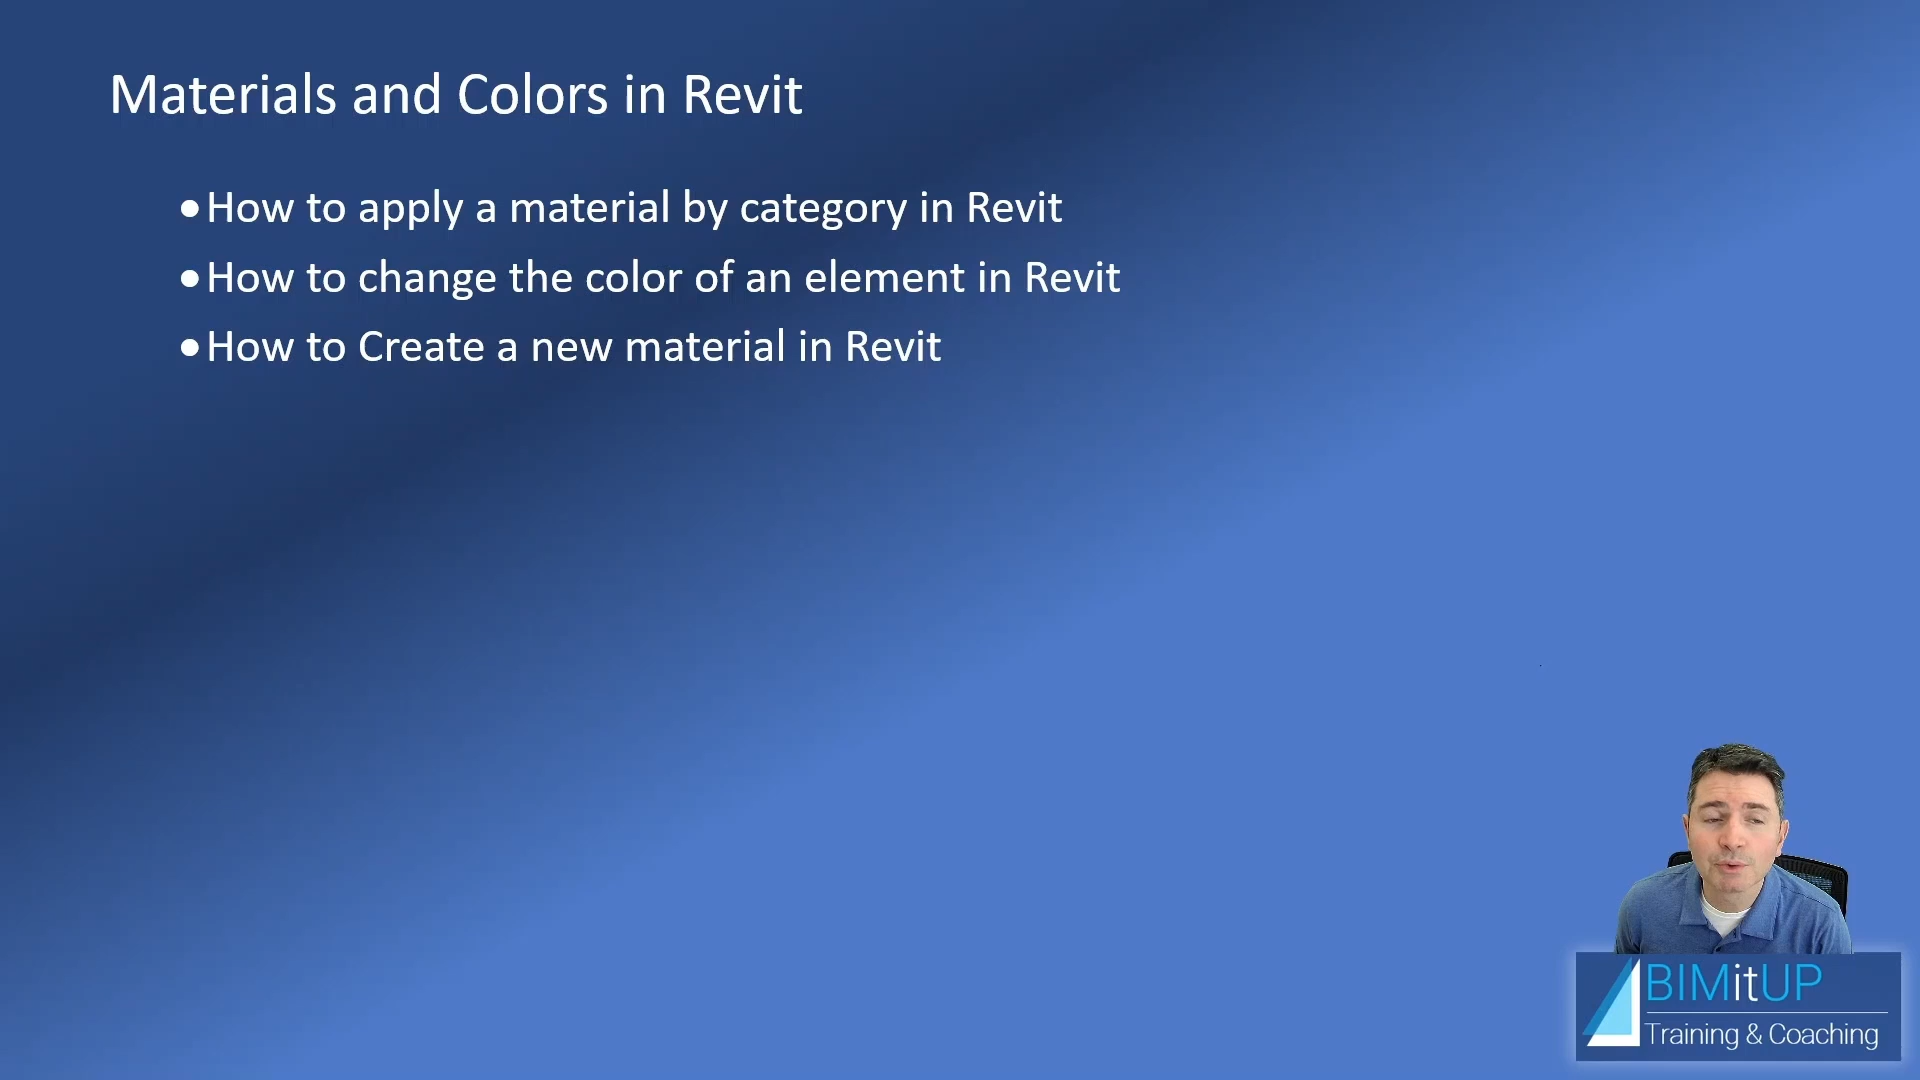 Materials and Colors in Revit
•How to apply a material by category in Revit
•How to change the color of an element in Revit
•How to Create a new material in Revit
BIMitUP
Training & Coaching